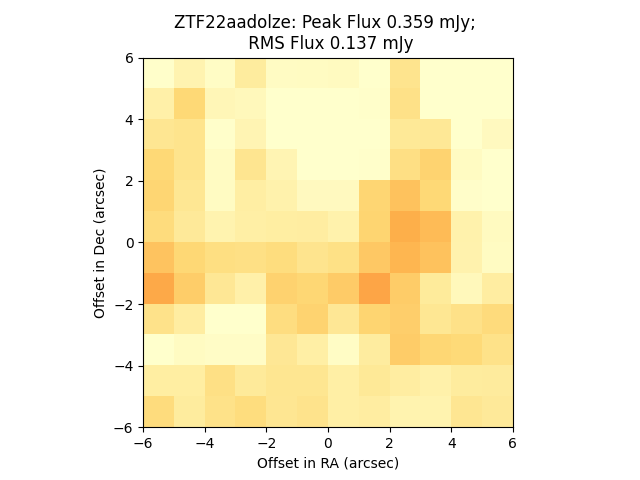 ZTF22aadolze: Peak Flux 0.359 mJy;
RMS Flux 0.137 mJy
6
4
2
0
−2
−4
−6
Offset in Dec (arcsec)
−6 −4 −2 0 2 4 6
Offset in RA (arcsec)